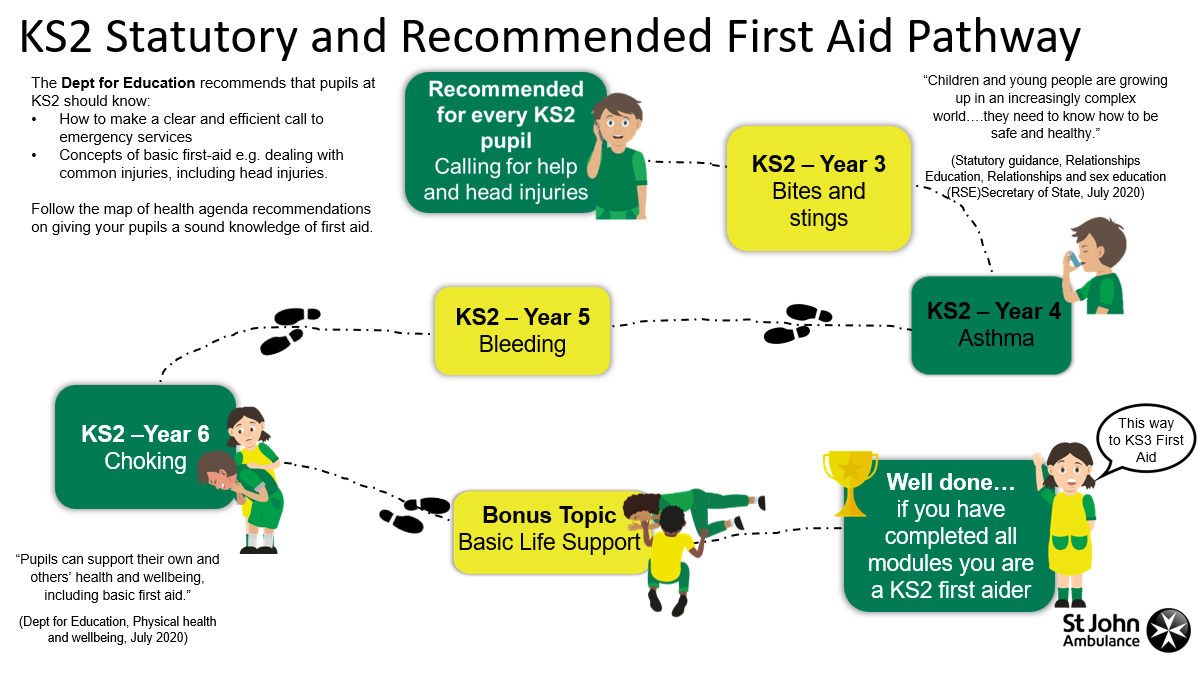 KS2 Statutory and Recommended First Aid Pathway
The Dept for Education recommends that pupils at
KS2 should know:
• How to make a clear and efficient call to
emergency services
• Concepts of basic first-aid e.g. dealing with
common injuries, including head injuries.
Follow the map of health agenda recommendations
on giving your pupils a sound knowledge of first aid.
Recommended
for every KS2
pupil
Calling for help
and head injuries
KS2 – Year 3
Bites and
stings
“Children and young people are growing
up in an increasingly complex
world….they need to know how to be
safe and healthy.”
(Statutory guidance, Relationships
Education, Relationships and sex education
(RSE)Secretary of State, July 2020)
KS2 – Year 4
Asthma
KS2 – Year 5
Bleeding
KS2 –Year 6
Choking
Bonus Topic
Basic Life Support
Well done…
if you have
completed all
modules you are
a KS2 first aider
This way
to KS3 First
Aid
“Pupils can support their own and
others’ health and wellbeing,
including basic first aid.”
(Dept for Education, Physical health
and wellbeing, July 2020)
St John
Ambulance